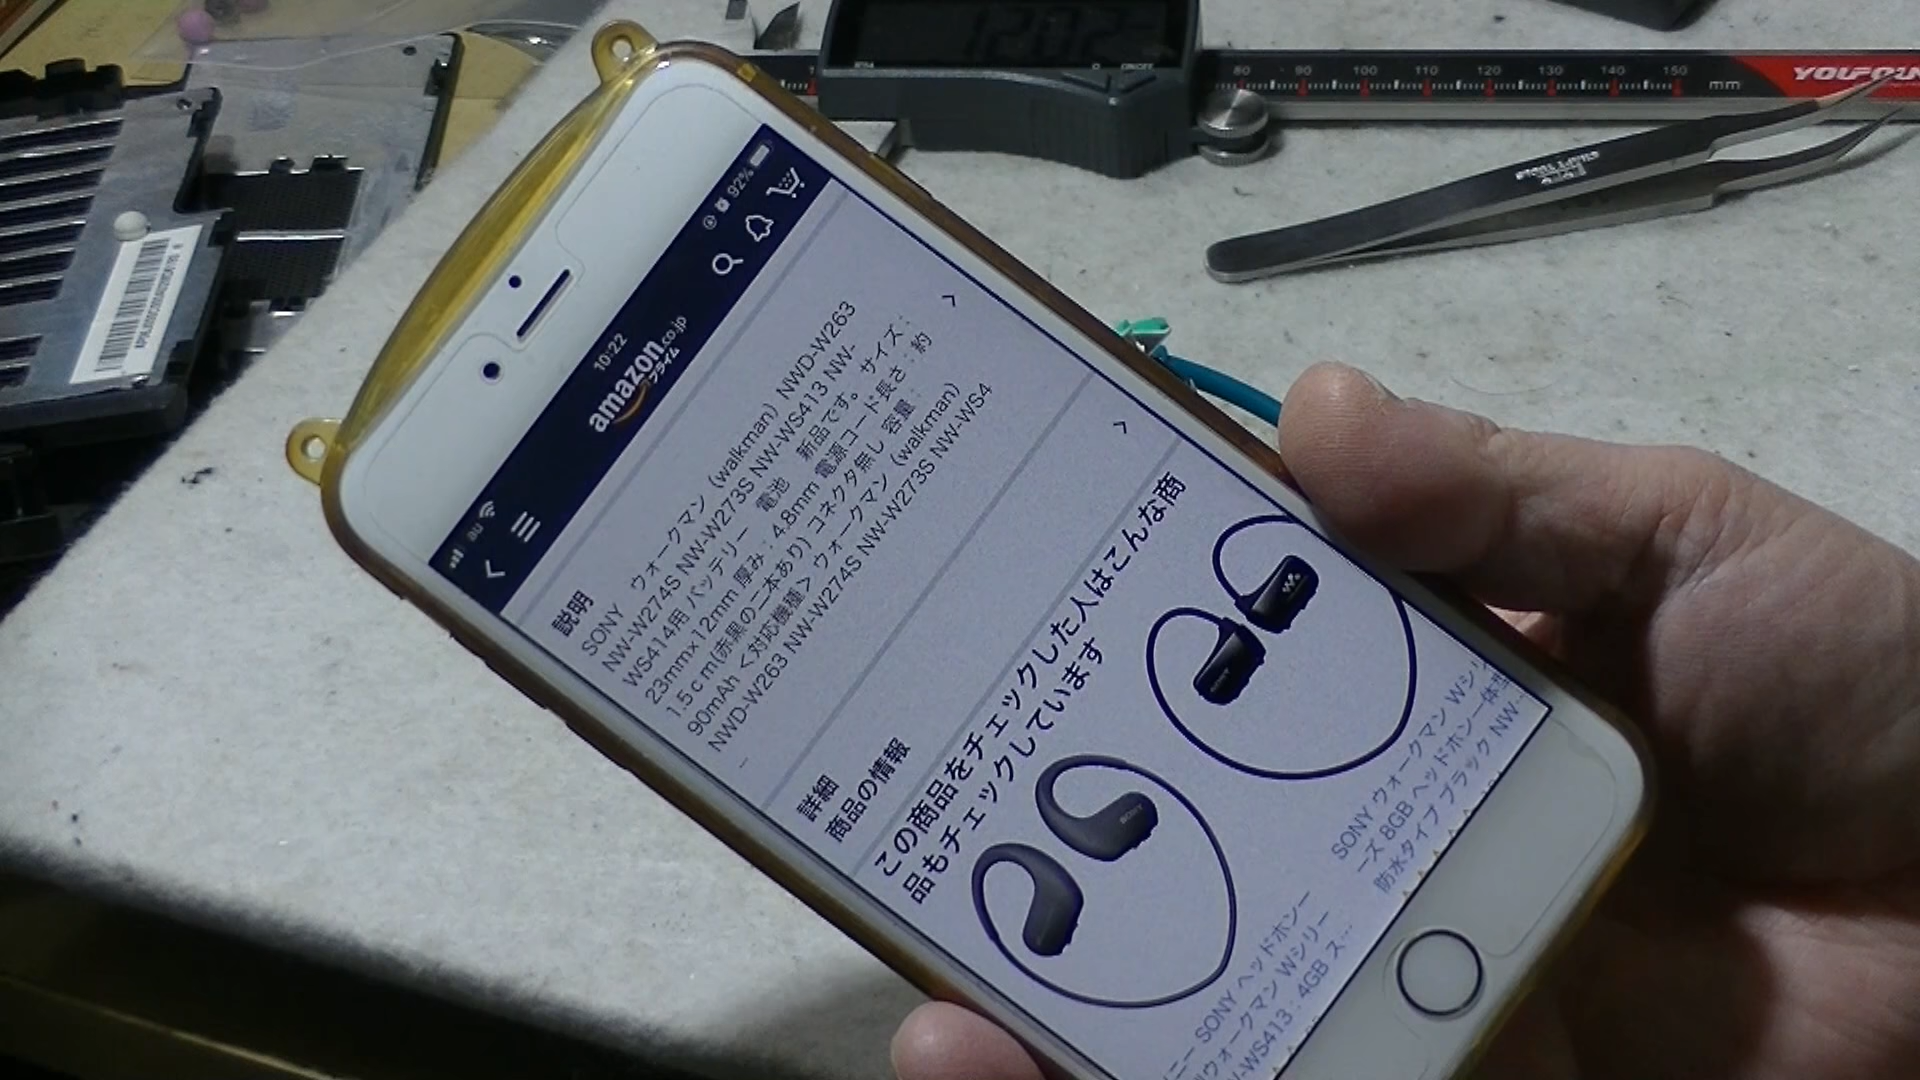 au
10:22
92%
amazon.co.jp
プライム
説明
SONY　ウォークマン（walkman）NWD-W263
NW-W274S NW-W273S NW-WS413 NW-
WS414用 バッテリー　電池　新品です。 サイズ：
23mmx12mm 厚み：4.8mm 電源コード長さ：約
1.5ｃｍ(赤黒の二本あり) コネクタ無し 容量：
90mAh ＜対応機種＞ ウォークマン（walkman）
NWD-W263 NW-W274S NW-W273S NW-WS4
詳細
商品の情報
この商品をチェックした人はこんな商
品もチェックしています
SONY
SONY
ニー SONY ヘッドホン一
ウォークマン Wシリー
-WS413 : 4GB ス...
SONY ウォークマン Wシリ
ーズ 8GB ヘッドホン一体型
防水タイプ ブラック NW-
80 90 100 110 120 130 140 150 mm
ON/OFF